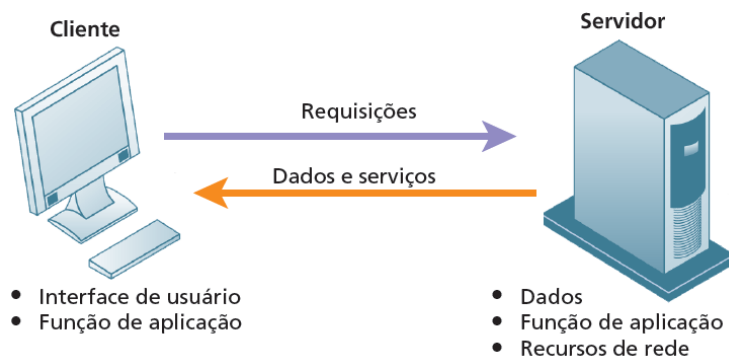 Cliente
Servidor
Requisições
Dados e serviços
• Interface de usuário
• Função de aplicação
• Dados
• Função de aplicação
• Recursos de rede